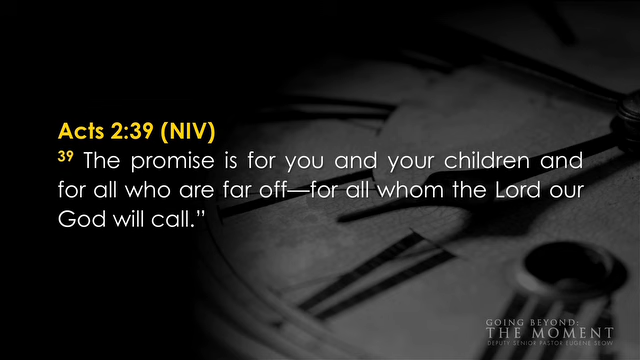 Acts 2:39 (NIV)
39 The promise is for you and your children and
for all who are far off—for all whom the Lord our
God will call.”
GOING BEYOND:
THE MOMENT
DEPUTY SENIOR PASTOR EUGENE SEOW